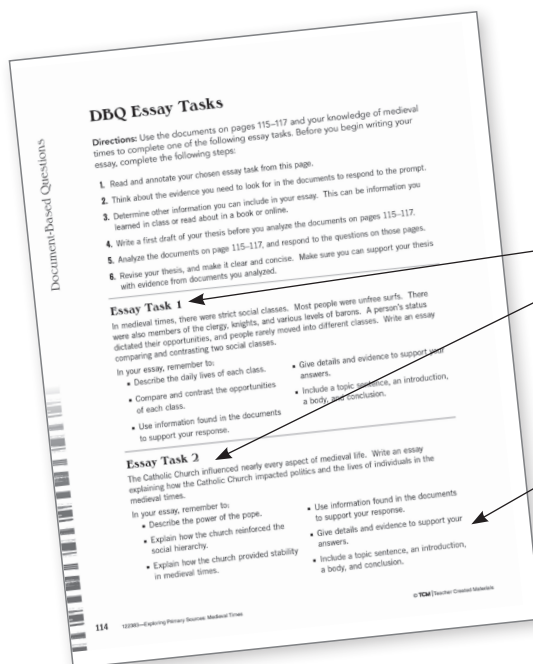 Document-Based Questions
DBQ Essay Tasks
Directions: Use the documents on pages 115–117 and your knowledge of medieval
times to complete one of the following essay tasks. Before you begin writing your
essay, complete the following steps:
1. Read and annotate your chosen essay task from this page.
2. Think about the evidence you need to look for in the documents to respond to the prompt.
3. Determine other information you can include in your essay. This can be information you
learned in class or read about in a book or online.
4. Write a first draft of your thesis before you analyze the documents on pages 115–117.
5. Analyze the documents on page 115–117, and respond to the questions on those pages.
6. Revise your thesis, and make it clear and concise. Make sure you can support your thesis
with evidence from documents you analyzed.
Essay Task 1
In medieval times, there were strict social classes. Most people were unfree surfs. There
were also members of the clergy, knights, and various levels of barons. A person's status
dictated their opportunities, and people rarely moved into different classes. Write an essay
comparing and contrasting two social classes.
In your essay, remember to:
• Describe the daily lives of each class.
• Compare and contrast the opportunities
of each class.
• Use information found in the documents
to support your response.
• Give details and evidence to support your
answers.
• Include a topic sentence, an introduction,
a body, and conclusion.
Essay Task 2
The Catholic Church influenced nearly every aspect of medieval life. Write an essay
explaining how the Catholic Church impacted politics and the lives of individuals in the
medieval times.
In your essay, remember to:
• Describe the power of the pope.
• Explain how the church reinforced the
social hierarchy.
• Explain how the church provided stability
in medieval times.
• Use information found in the documents
to support your response.
• Give details and evidence to support your
answers.
• Include a topic sentence, an introduction,
a body, and conclusion.
114 Exploring Primary Sources: Medieval Times
© TCM | Teacher Created Materials